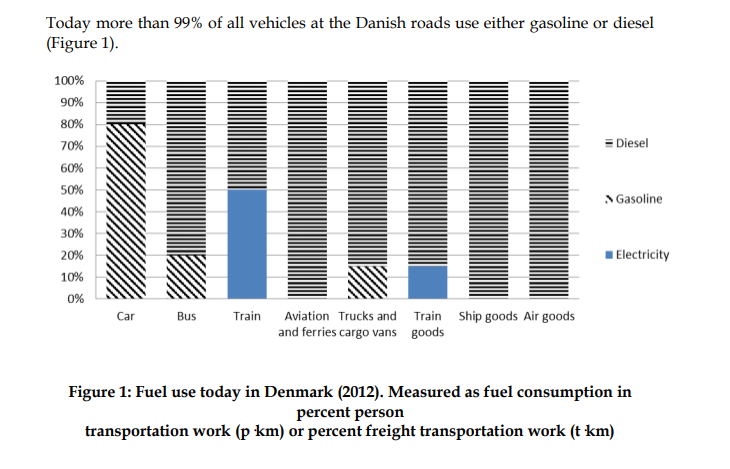 Today more than 99% of all vehicles at the Danish roads use either gasoline or diesel
(Figure 1).
100%
90%
80%
70%
60%
50%
40%
30%
20%
10%
0%
Diesel
Gasoline
Electricity
Car Bus Train Aviation Trucks and Train Ship goods Air goods
and ferries cargo vans goods
Figure 1: Fuel use today in Denmark (2012). Measured as fuel consumption in
percent person
transportation work (p·km) or percent freight transportation work (t·km)